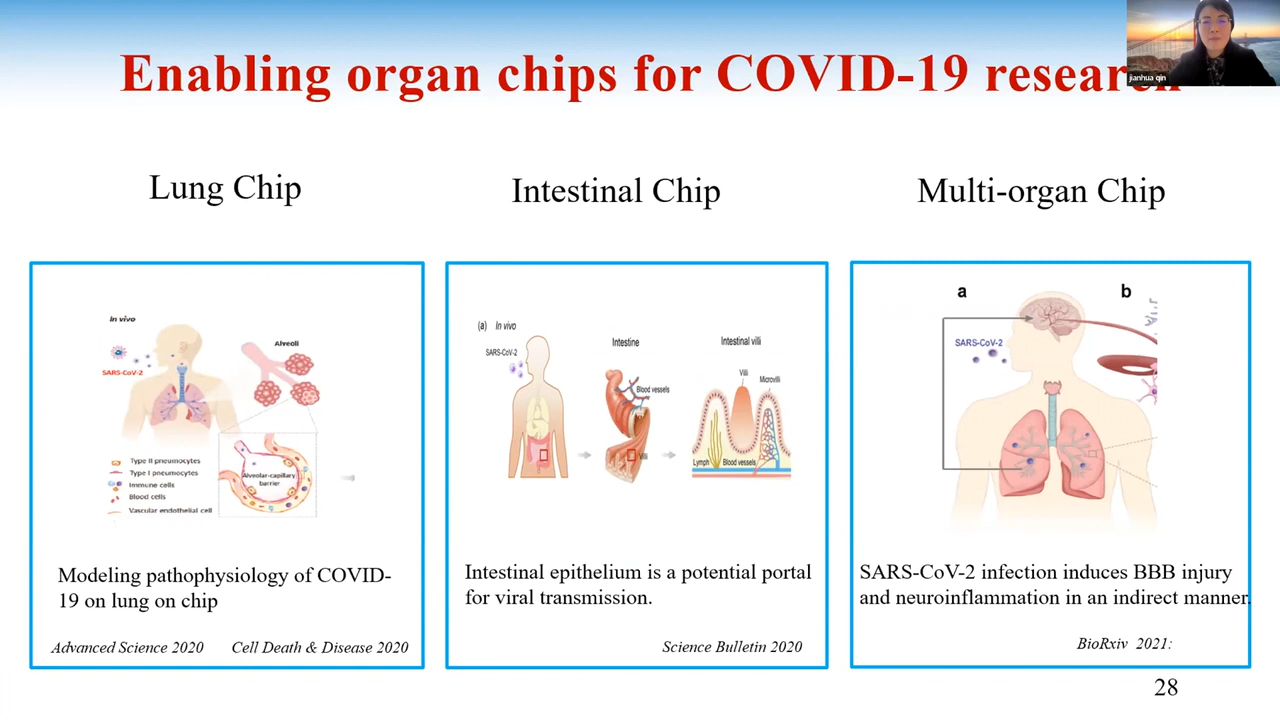 Enabling organ chips for COVID-19 resear
jianhua qin
Lung Chip
Intestinal Chip
Multi-organ Chip
In vivo
SARS-CoV-2
Alveoli
Type II pneumocytes
Type I pneumocytes
Immune cells
Blood cells
Vascular endothelial cell
Alveolar-capillary
barrier
Modeling pathophysiology of COVID-
19 on lung on chip
Advanced Science 2020 Cell Death & Disease 2020
(a) In vivo
SARS-CoV-2
Intestine
Blood vessels
Villi
Intestinal villi
Villi
Microvilli
Lymph
Blood vessels
Intestinal epithelium is a potential portal
for viral transmission.
Science Bulletin 2020
a
b
SARS-CoV-2
SARS-CoV-2 infection induces BBB injury
and neuroinflammation in an indirect manner.
BioRxiv 2021:
28